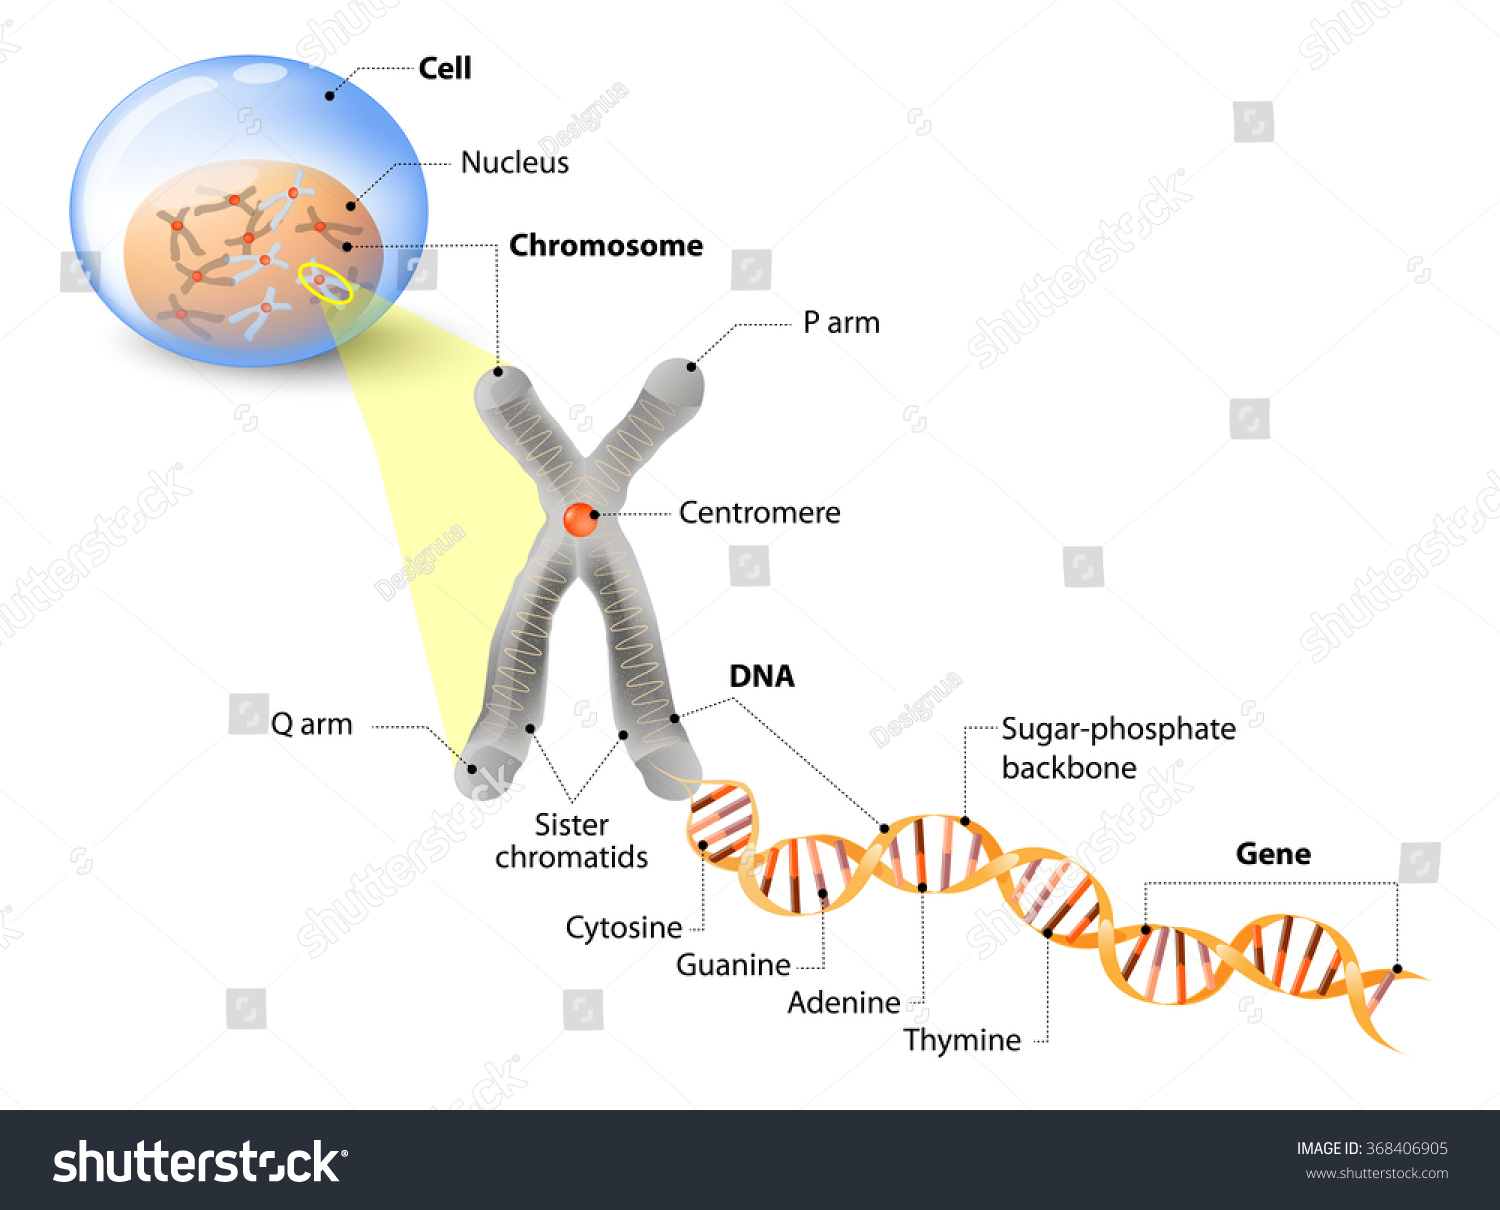 Cell
Nucleus
Chromosome
P arm
Centromere
DNA
Q arm
Sugar-phosphate
backbone
Sister
chromatids
Gene
Cytosine
Guanine
Adenine
Thymine
shutterstock
Designua
shutterstock
IMAGE ID: 368406905
www.shutterstock.com